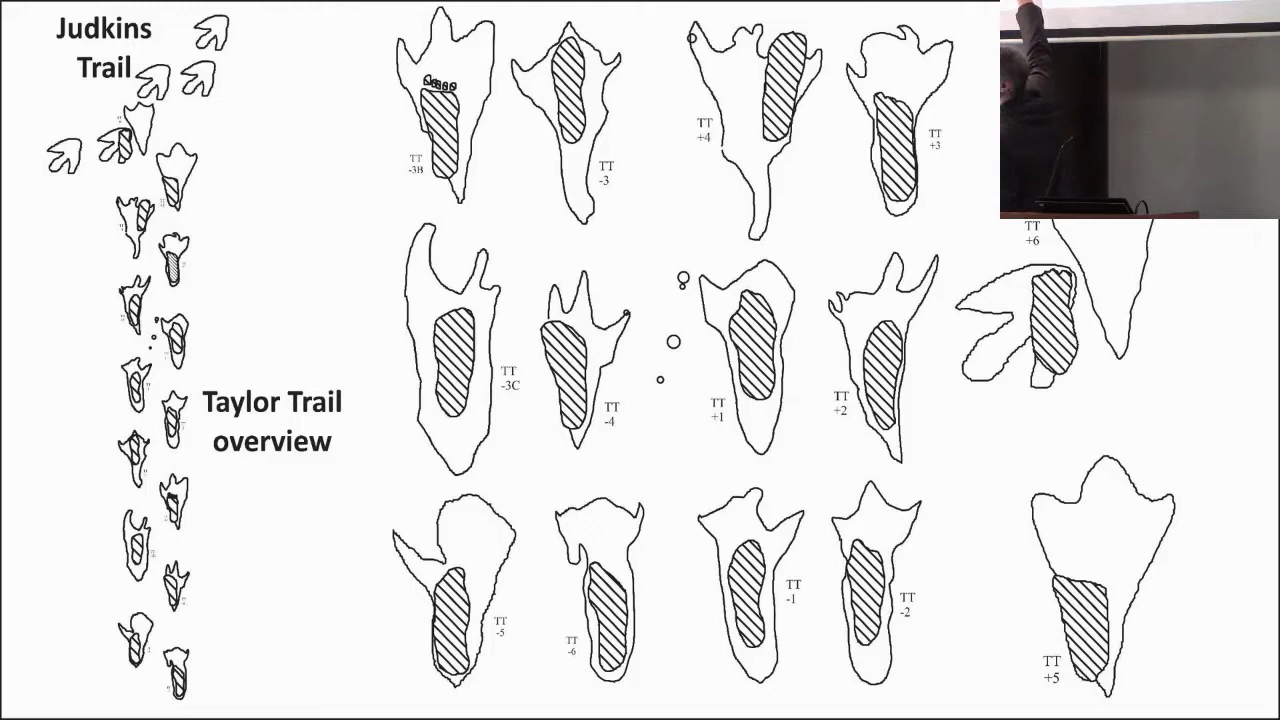 Judkins
Trail
Taylor Trail
overview
TT
-3B
TT
-3
TT
+4
TT
+3
TT
+6
TT
-3C
TT
-4
TT
+1
TT
+2
TT
-5
TT
-6
TT
-1
TT
-2
TT
+5